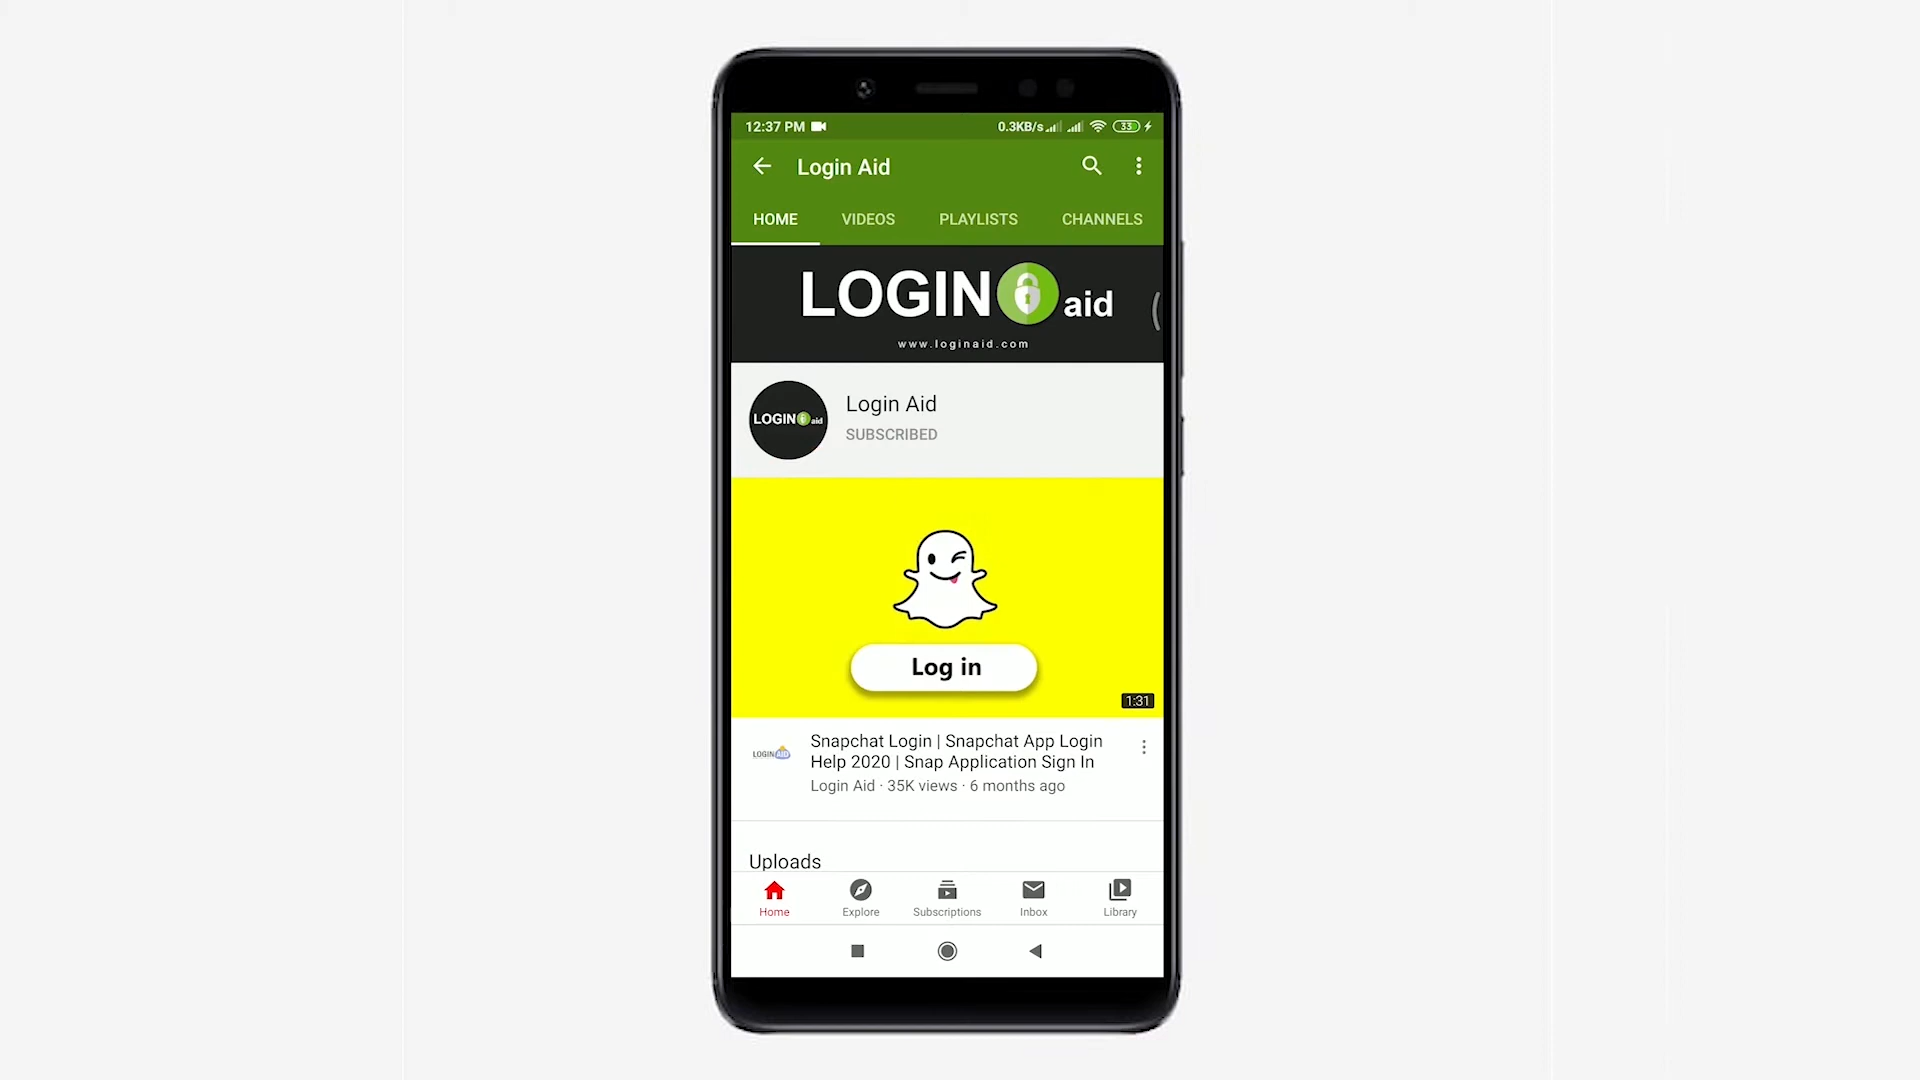 12:37 PM 0.3KB/s 33
Login Aid
HOME VIDEOS PLAYLISTS CHANNELS
LOGIN aid
www.loginaid.com
LOGIN aid
Login Aid
SUBSCRIBED
Log in
1:31
LOGIN AID
Snapchat Login | Snapchat App Login
Help 2020 | Snap Application Sign In
Login Aid · 35K views · 6 months ago
Uploads
Home Explore Subscriptions Inbox Library